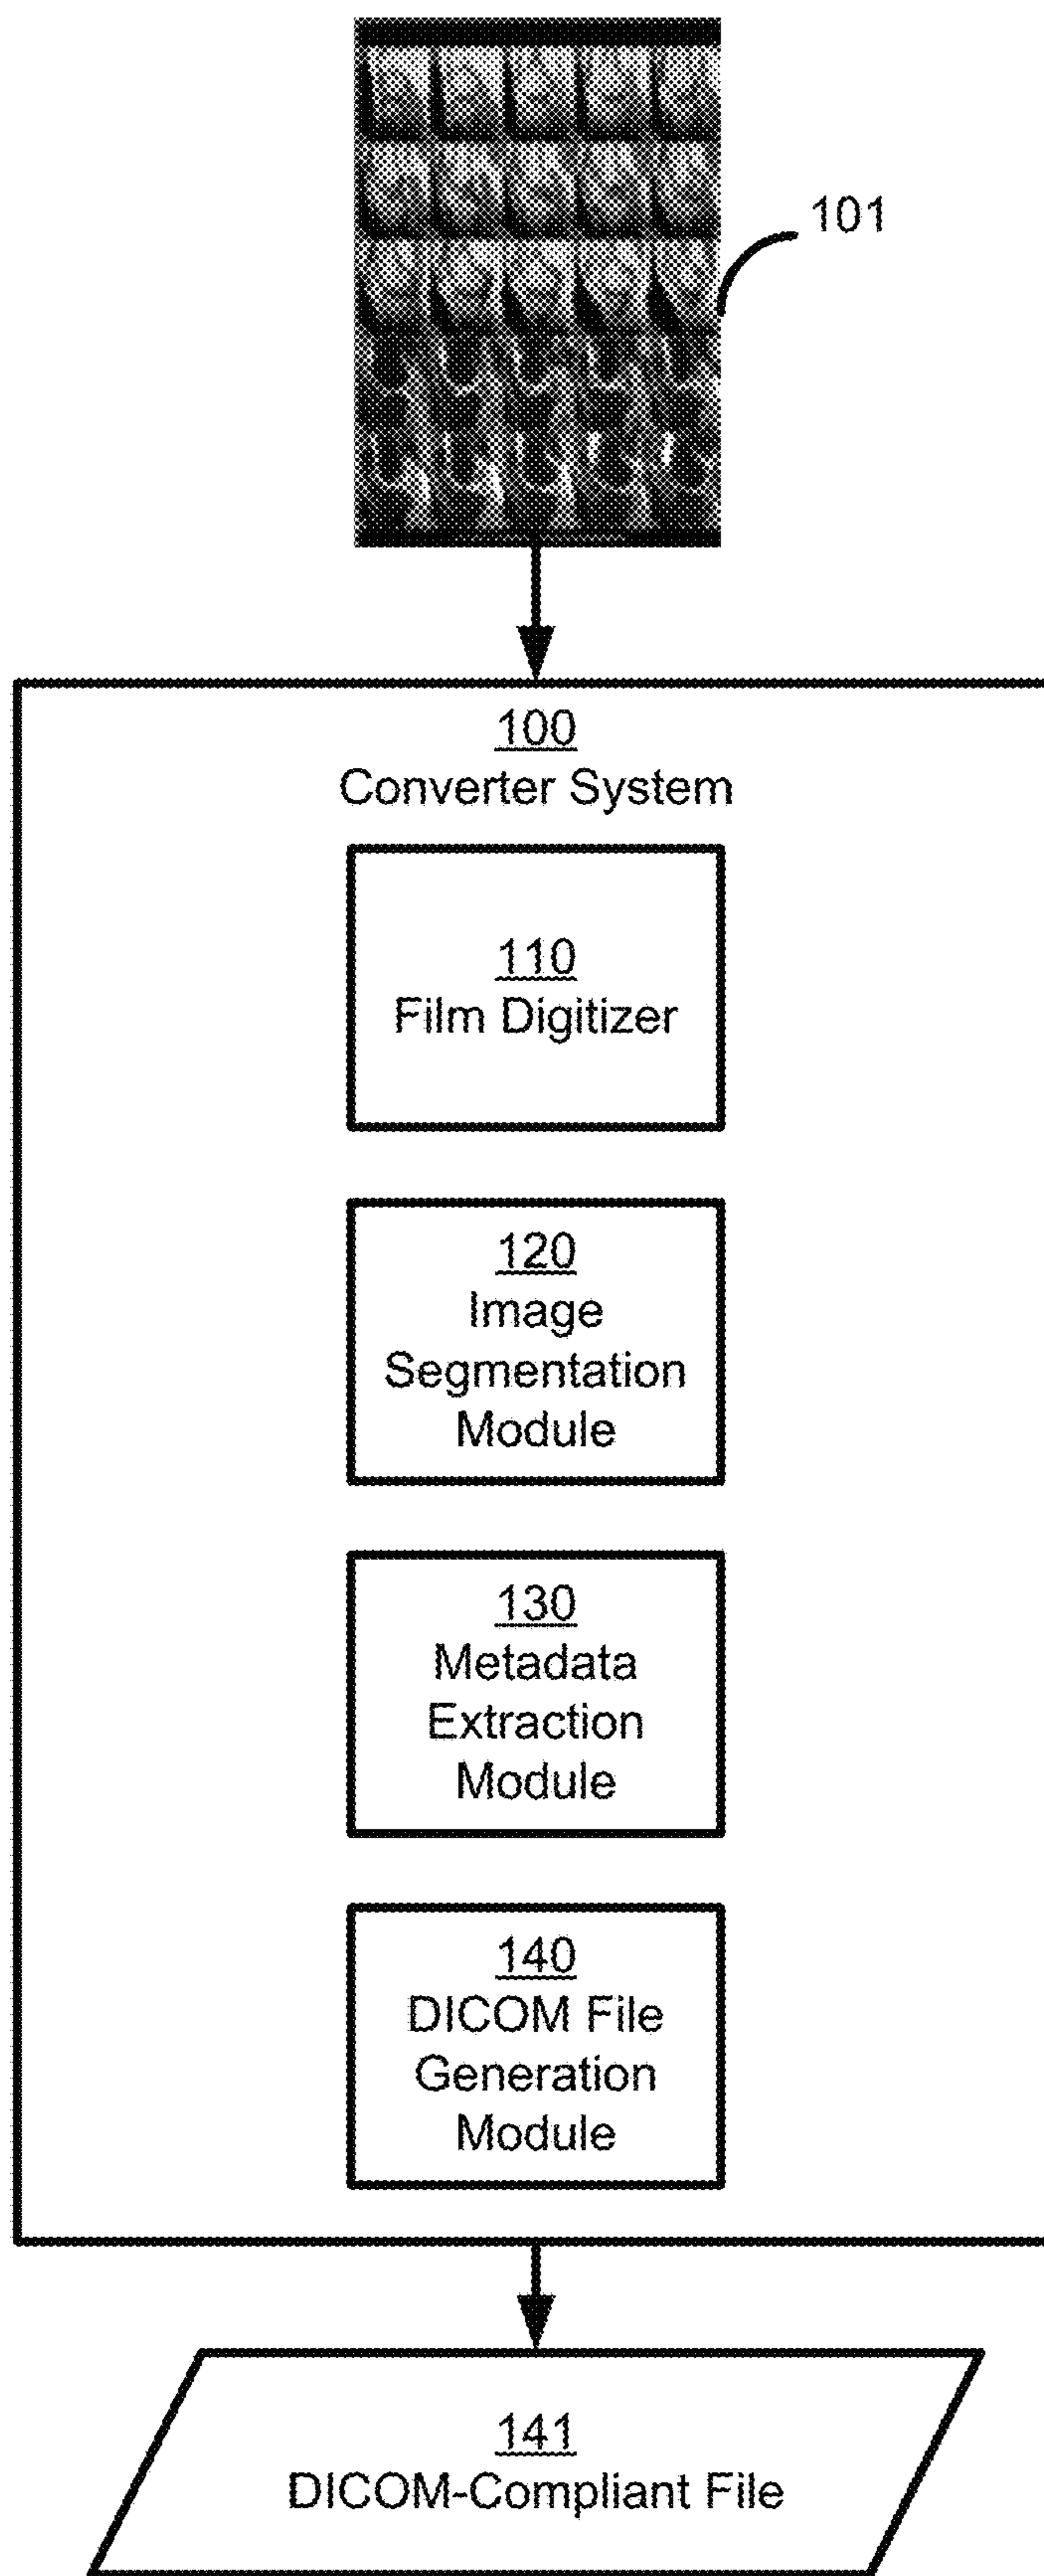 101
100
Converter System
110
Film Digitizer
120
Image
Segmentation
Module
130
Metadata
Extraction
Module
140
DICOM File
Generation
Module
141
DICOM-Compliant File